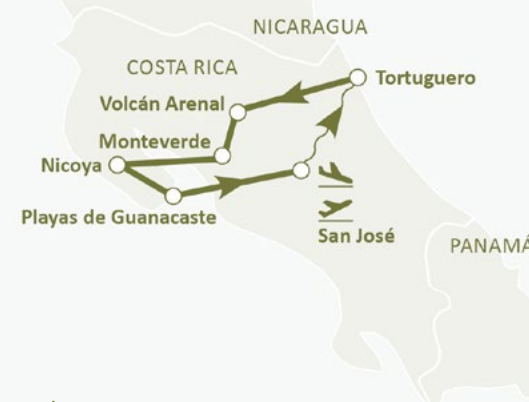 NICARAGUA
COSTA RICA
Tortuguero
Volcán Arenal
Monteverde
Nicoya
Playas de Guanacaste
San José
PANAMÁ